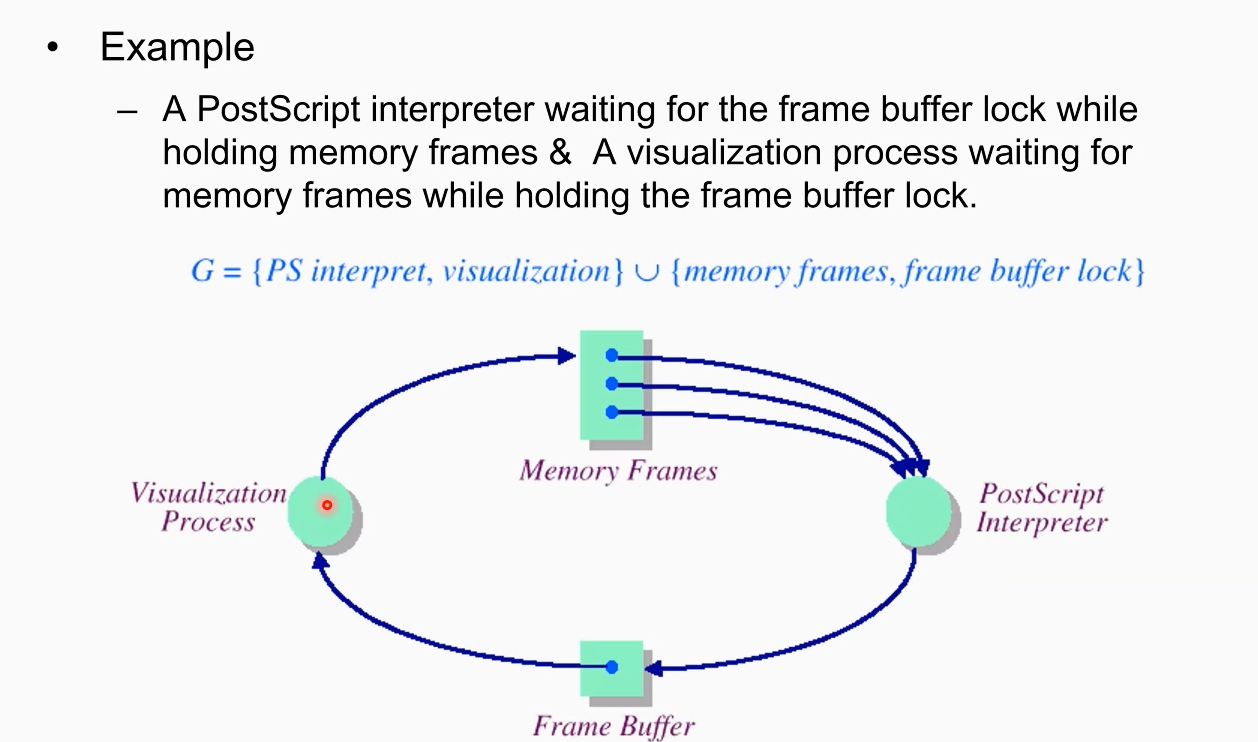 • Example
– A PostScript interpreter waiting for the frame buffer lock while
holding memory frames & A visualization process waiting for
memory frames while holding the frame buffer lock.
G = {PS interpret, visualization} ∪ {memory frames, frame buffer lock}
Memory Frames
Visualization
Process
PostScript
Interpreter
Frame Buffer